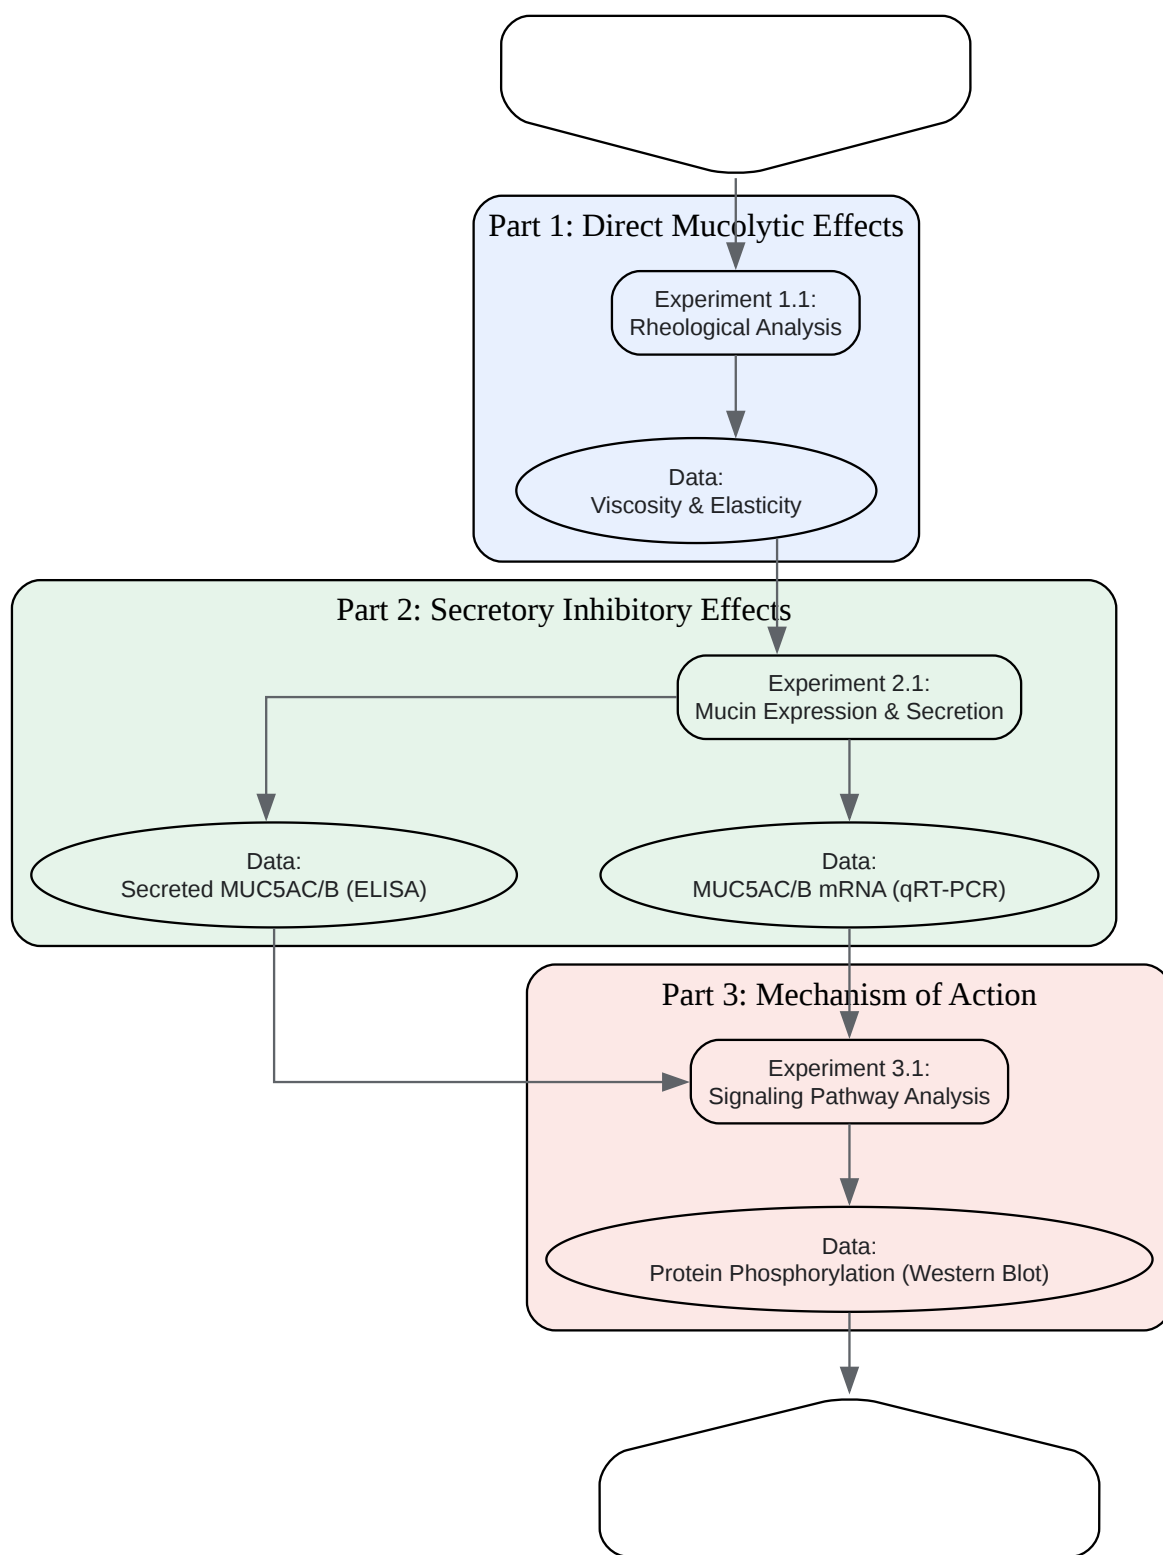 Part 1: Direct Mucolytic Effects
Experiment 1.1:
Rheological Analysis
Data:
Viscosity & Elasticity
Part 2: Secretory Inhibitory Effects
Experiment 2.1:
Mucin Expression & Secretion
Data:
Secreted MUC5AC/B (ELISA)
Data:
MUC5AC/B mRNA (qRT-PCR)
Part 3: Mechanism of Action
Experiment 3.1:
Signaling Pathway Analysis
Data:
Protein Phosphorylation (Western Blot)